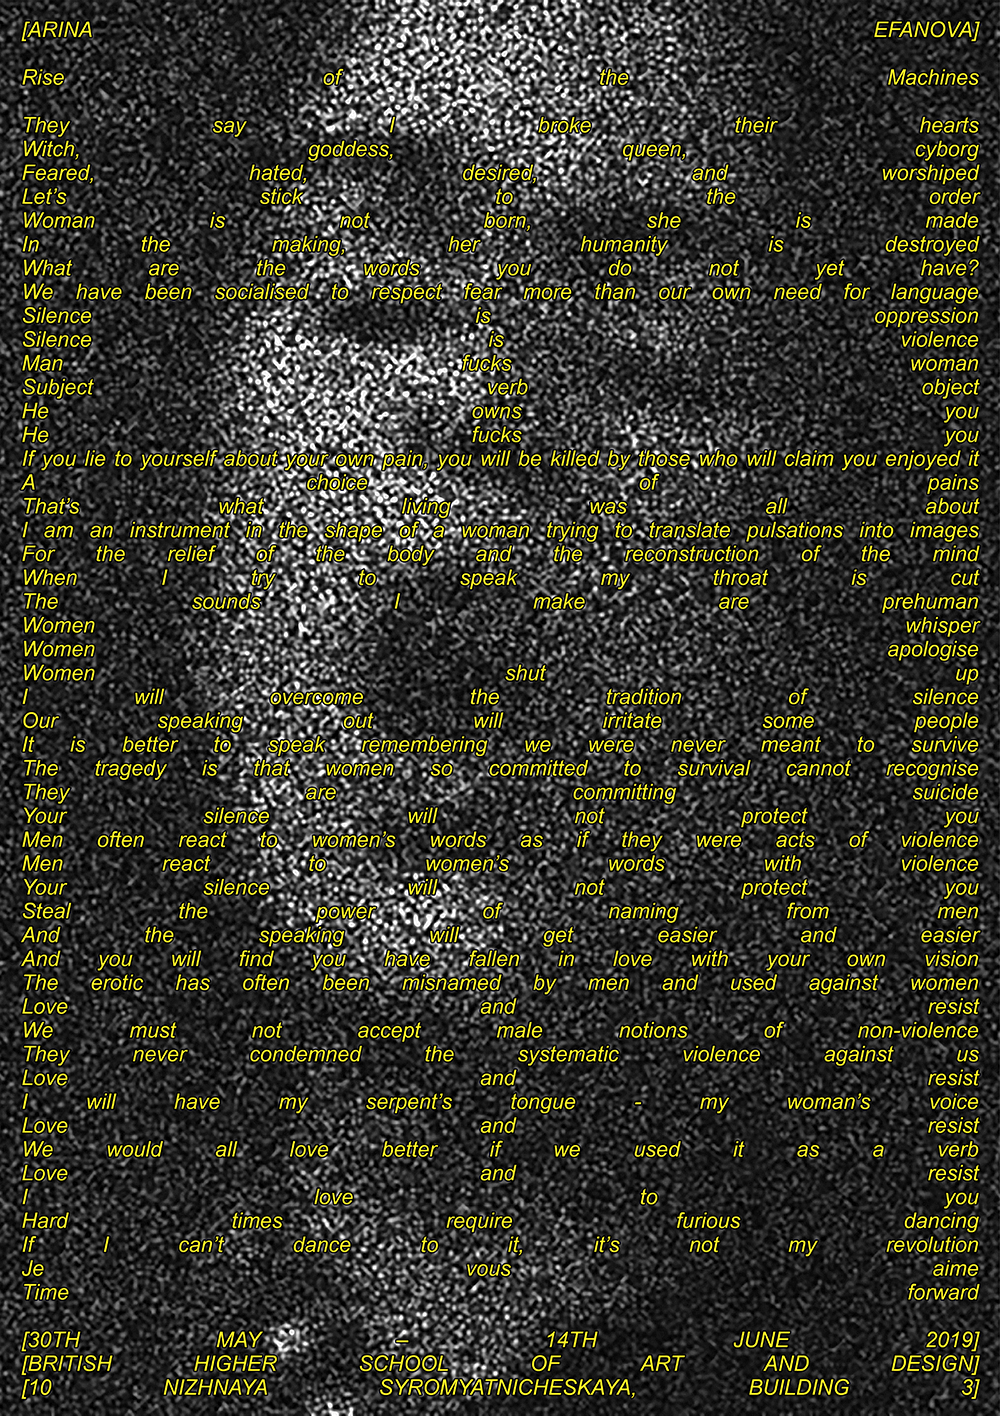 [ARINA EFANOVA]
Rise of the Machines
They say I broke their hearts
Witch, goddess, queen, cyborg
Feared, hated, desired, and worshiped
Let's stick to the order
Woman is not born, she is made
In the making, her humanity is destroyed
What are the words you do not yet have?
We have been socialised to respect fear more than our own need for language
Silence is oppression
Silence is violence
Man fucks woman
Subject verb object
He owns you
He fucks you
If you lie to yourself about your own pain, you will be killed by those who will claim you enjoyed it
A choice of pains
That's what living was all about
I am an instrument in the shape of a woman trying to translate pulsations into images
For the relief of the body and the reconstruction of the mind
When I try to speak my throat is cut
The sounds I make are prehuman
Women whisper
Women apologise
Women shut up
I will overcome the tradition of silence
Our speaking out will irritate some people
It is better to speak remembering we were never meant to survive
The tragedy is that women so committed to survival cannot recognise
They are committing suicide
Your silence will not protect you
Men often react to women's words as if they were acts of violence
Men react to women's words with violence
Your silence will not protect you
Steal the power of naming from men
And the speaking will get easier and easier
And you will find you have fallen in love with your own vision
The erotic has often been misnamed by men and used against women
Love and resist
We must not accept male notions of non-violence
They never condemned the systematic violence against us
Love and resist
I will have my serpent's tongue - my woman's voice
Love and resist
We would all love better if we used it as a verb
Love and resist
I love to you
Hard times require furious dancing
If I can't dance to it, it's not my revolution
Je vous aime
Time forward
[30TH MAY – 14TH JUNE 2019]
[BRITISH HIGHER SCHOOL OF ART AND DESIGN]
[10 NIZHNAYA SYROMYATNICHESKAYA, BUILDING 3]